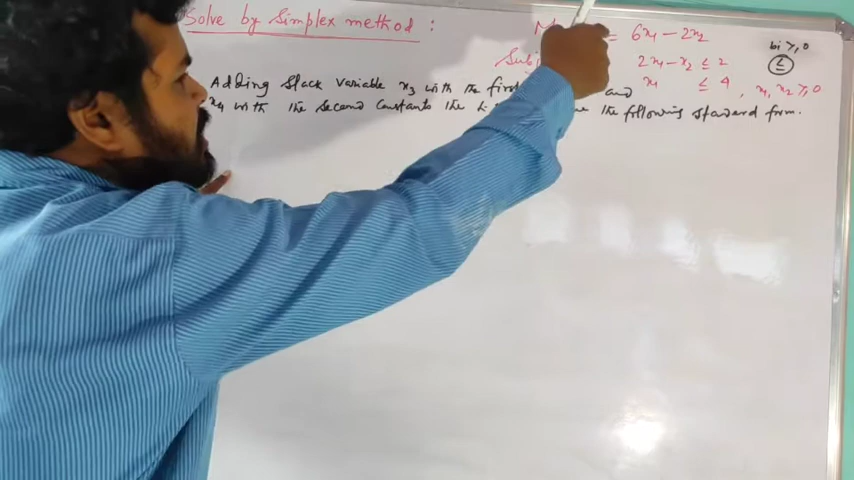 Solve by Simplex method :
= 6x₁ - 2x₂
2x₁ - x₂ ≤ 2
x₁ ≤ 4 , x₁, x₂ ≥ 0
bi ≥ 0
≤
Adding slack variable x₃ with the first and
x₄ with the second constants the the following standard form.